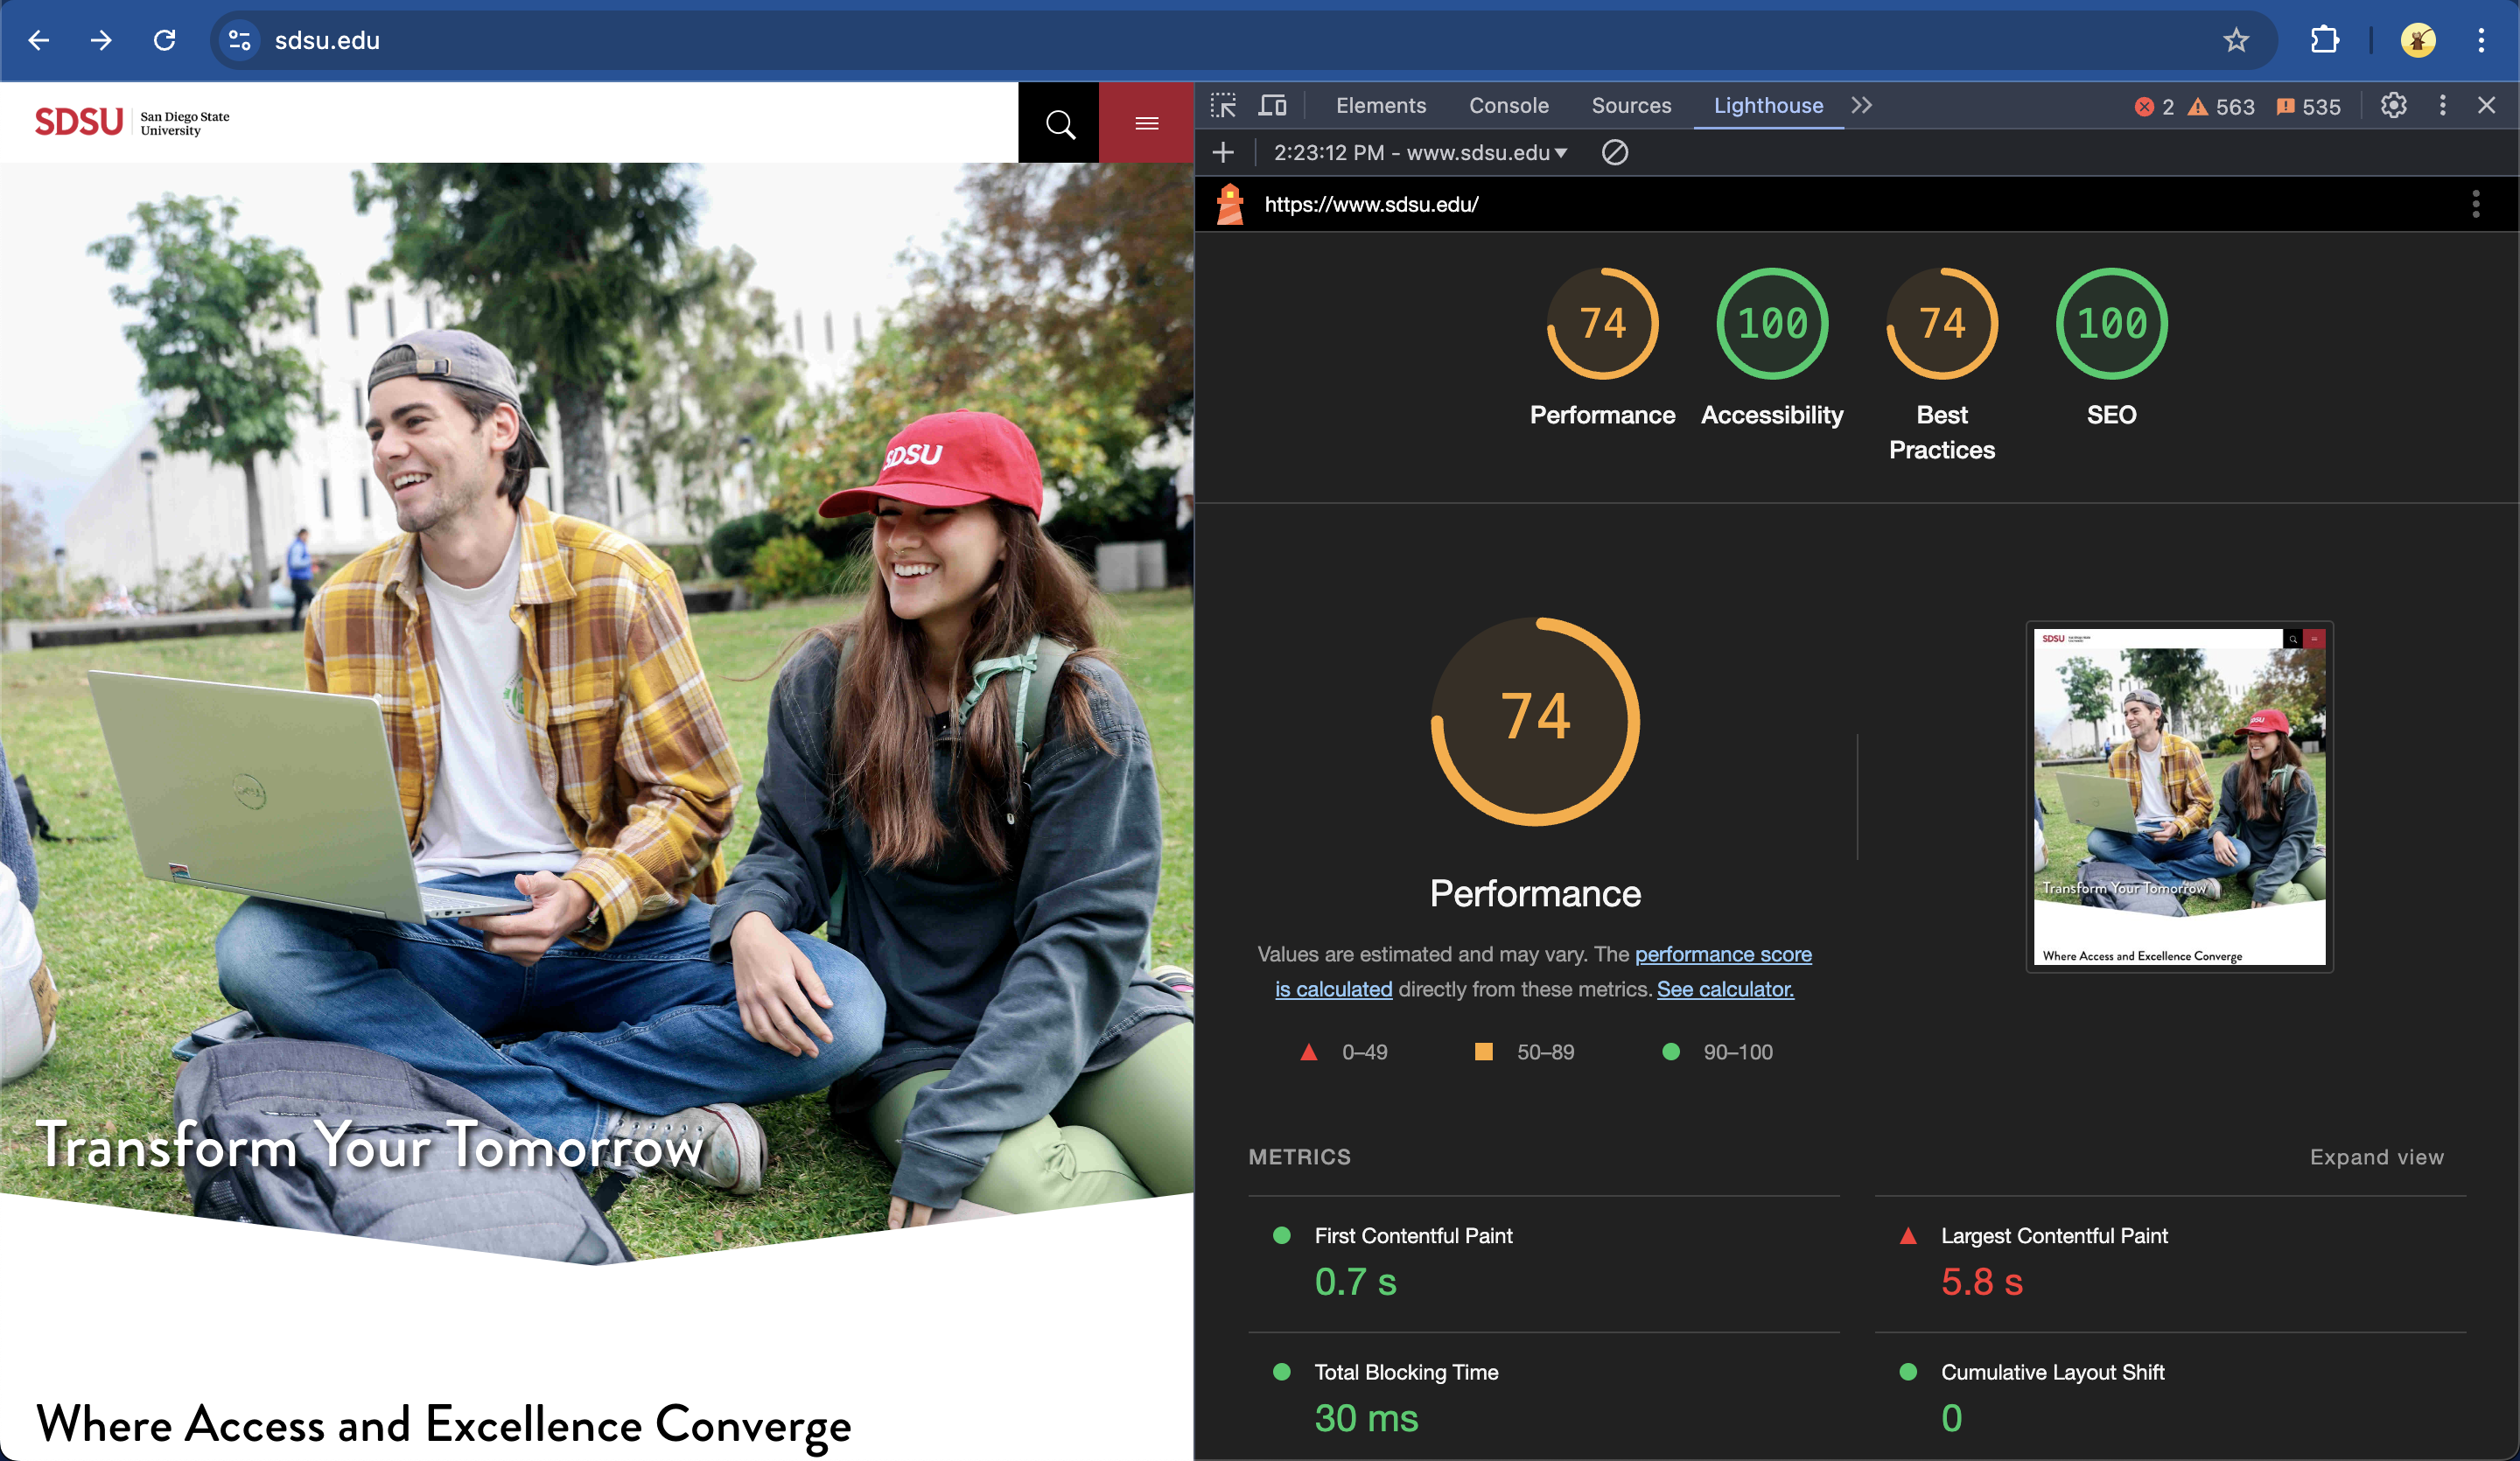 sdsu.edu
SDSU
San Diego State
University
SDSU
Transform Your Tomorrow
Where Access and Excellence Converge
Elements Console Sources Lighthouse 2 563 535
2:23:12 PM - www.sdsu.edu
https://www.sdsu.edu/
74 100 74 100
Performance Accessibility Best Practices SEO
74
Performance
Values are estimated and may vary. The performance score
is calculated directly from these metrics. See calculator.
0–49 50–89 90–100
SDSU
SDSU
Transform Your Tomorrow
Where Access and Excellence Converge
METRICS Expand view
First Contentful Paint
0.7 s
Largest Contentful Paint
5.8 s
Total Blocking Time
30 ms
Cumulative Layout Shift
0